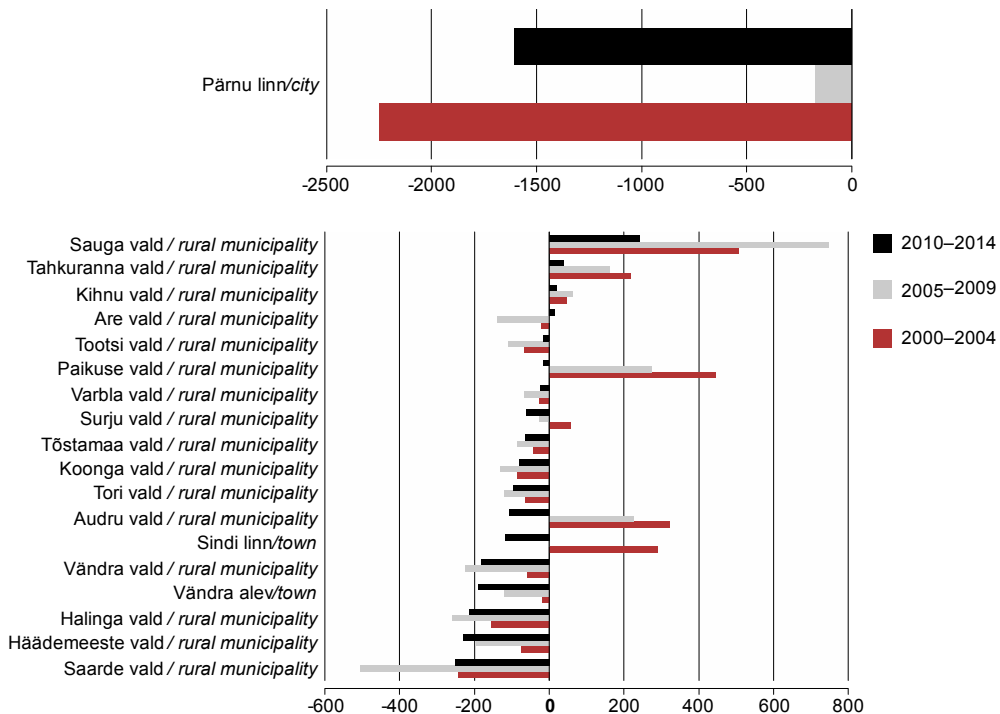 -2500 -2000 -1500 -1000 -500 0
Pärnu linn/city
Sauga vald / rural municipality
Tahkuranna vald / rural municipality
Kihnu vald / rural municipality
Are vald / rural municipality
Tootsi vald / rural municipality
Paikuse vald / rural municipality
Varbla vald / rural municipality
Surju vald / rural municipality
Tõstamaa vald / rural municipality
Koonga vald / rural municipality
Tori vald / rural municipality
Audru vald / rural municipality
Sindi linn/town
Vändra vald / rural municipality
Vändra alev/town
Halinga vald / rural municipality
Häädemeeste vald / rural municipality
Saarde vald / rural municipality
-600 -400 -200 0 200 400 600 800
2010–2014
2005–2009
2000–2004